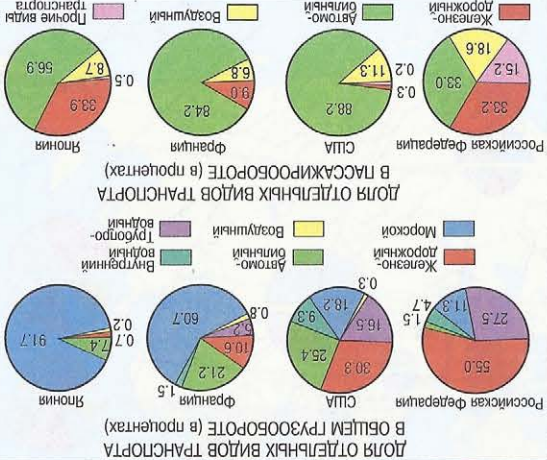 ДОЛЯ ОТДЕЛЬНЫХ ВИДОВ ТРАНСПОРТА
В ОБЩЕМ ГРУЗООБОРОТЕ (в процентах)
Российская Федерация
55.0
27.5
11.3
4.7
1.5
США
30.3
25.4
16.5
18.2
9.3
0.3
Франция
1.5
21.2
10.6
5.2
0.8
60.7
Япония
0.7
7.4
0.2
91.7
Железно-
дорожный
Автомо-
бильный
Внутренний
водный
Морской
Воздушный
Трубопро-
водный
ДОЛЯ ОТДЕЛЬНЫХ ВИДОВ ТРАНСПОРТА
В ПАССАЖИРООБОРОТЕ (в процентах)
Российская Федерация
33.2
15.2
33.0
18.6
США
88.2
0.3
0.2
11.3
Франция
84.2
9.0
6.8
Япония
33.9
0.5
8.7
56.9
Железно-
дорожный
Автомо-
бильный
Воздушный
Прочие виды
транспорта